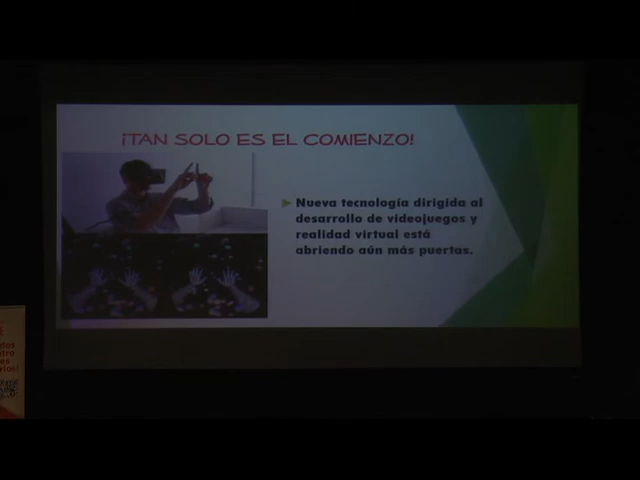 ¡TAN SOLO ES EL COMIENZO!
Nueva tecnología dirigida al
desarrollo de videojuegos y
realidad virtual está
abriendo aún más puertas.